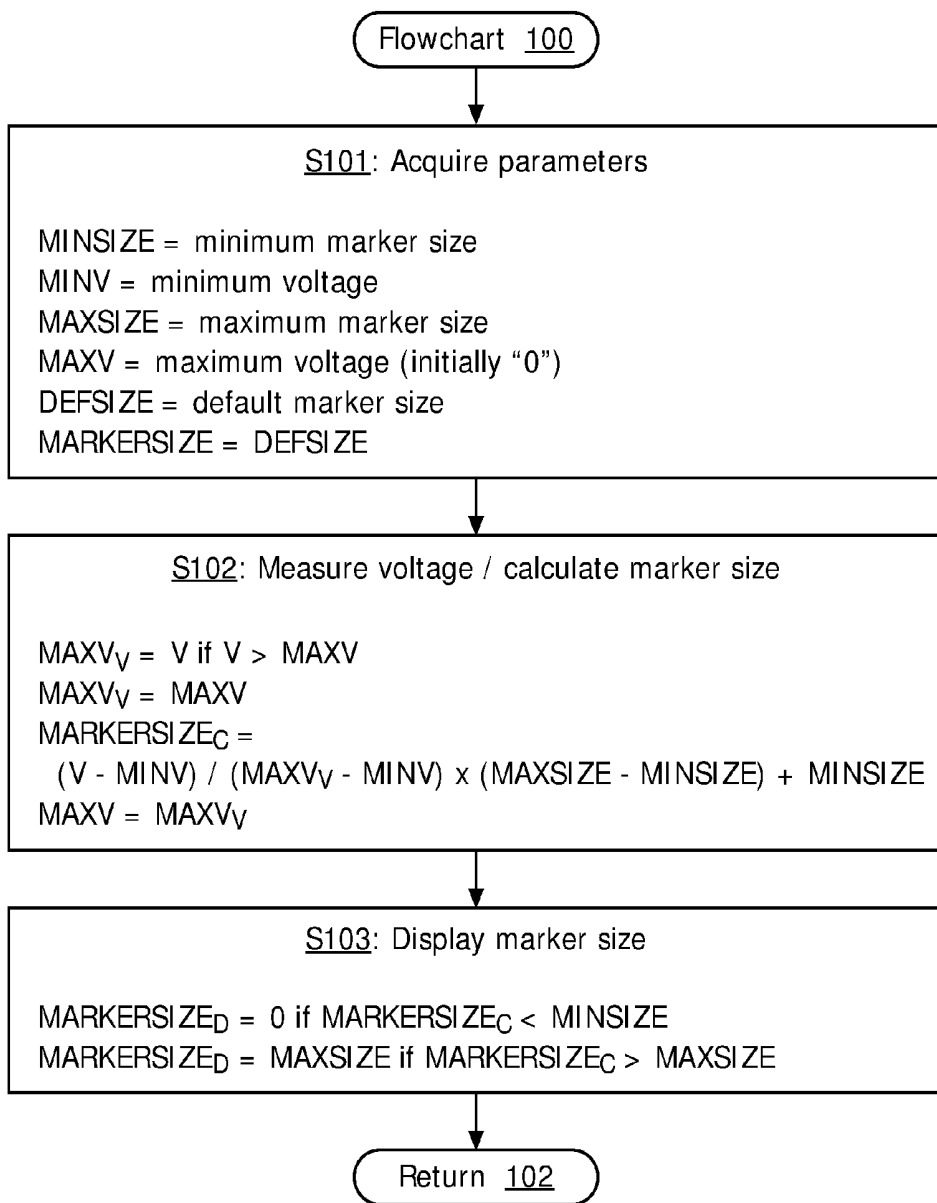 Flowchart 100
S101: Acquire parameters
MINSIZE = minimum marker size
MINV = minimum voltage
MAXSIZE = maximum marker size
MAXV = maximum voltage (initially “0”)
DEFSIZE = default marker size
MARKERSIZE = DEFSIZE
S102: Measure voltage / calculate marker size
MAXVV = V if V > MAXV
MAXVV = MAXV
MARKERSIZEC =
(V - MINV) / (MAXVV - MINV) x (MAXSIZE - MINSIZE) + MINSIZE
MAXV = MAXVV
S103: Display marker size
MARKERSIZED = 0 if MARKERSIZEC < MINSIZE
MARKERSIZED = MAXSIZE if MARKERSIZEC > MAXSIZE
Return 102